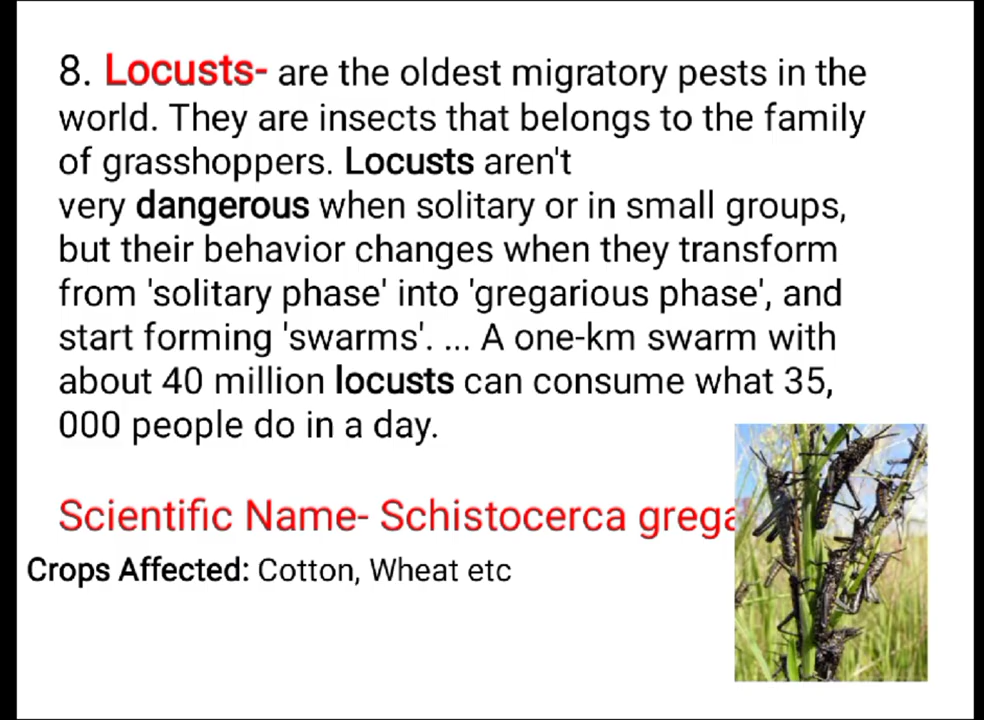 8. Locusts- are the oldest migratory pests in the
world. They are insects that belongs to the family
of grasshoppers. Locusts aren't
very dangerous when solitary or in small groups,
but their behavior changes when they transform
from 'solitary phase' into 'gregarious phase', and
start forming 'swarms'. ... A one-km swarm with
about 40 million locusts can consume what 35,
000 people do in a day.
Scientific Name- Schistocerca grega
Crops Affected: Cotton, Wheat etc